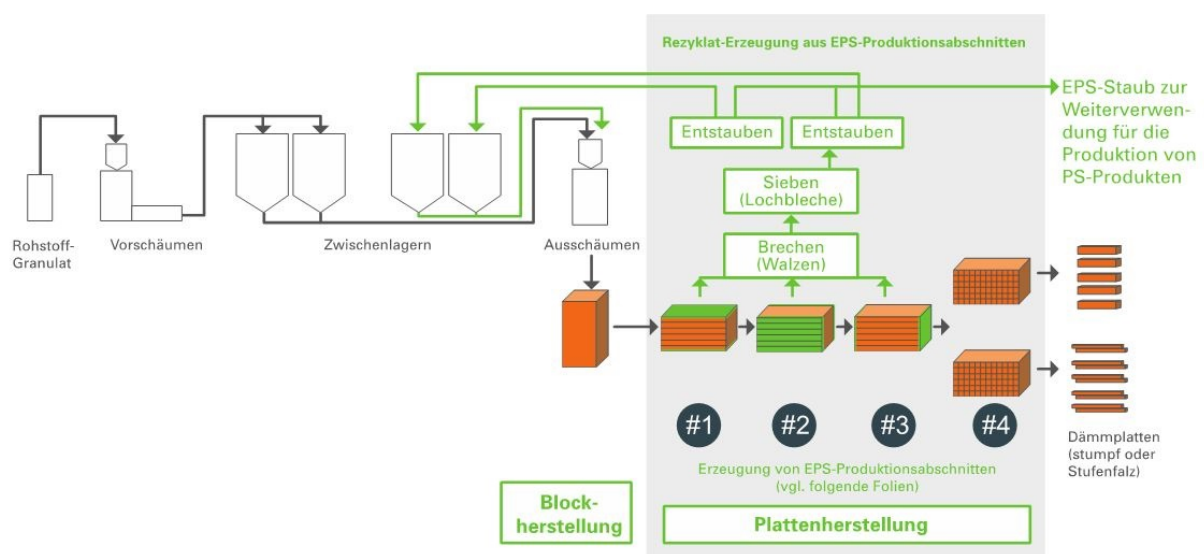 Rezyklat-Erzeugung aus EPS-Produktionsabschnitten
EPS-Staub zur
Weiterverwen-
dung für die
Produktion von
PS-Produkten
Entstauben
Entstauben
Sieben
(Lochbleche)
Brechen
(Walzen)
Rohstoff-
Granulat
Vorschäumen
Zwischenlagern
Ausschäumen
#1
#2
#3
#4
Dämmplatten
(stumpf oder
Stufenfalz)
Erzeugung von EPS-Produktionsabschnitten
(vgl. folgende Folien)
Block-
herstellung
Plattenherstellung